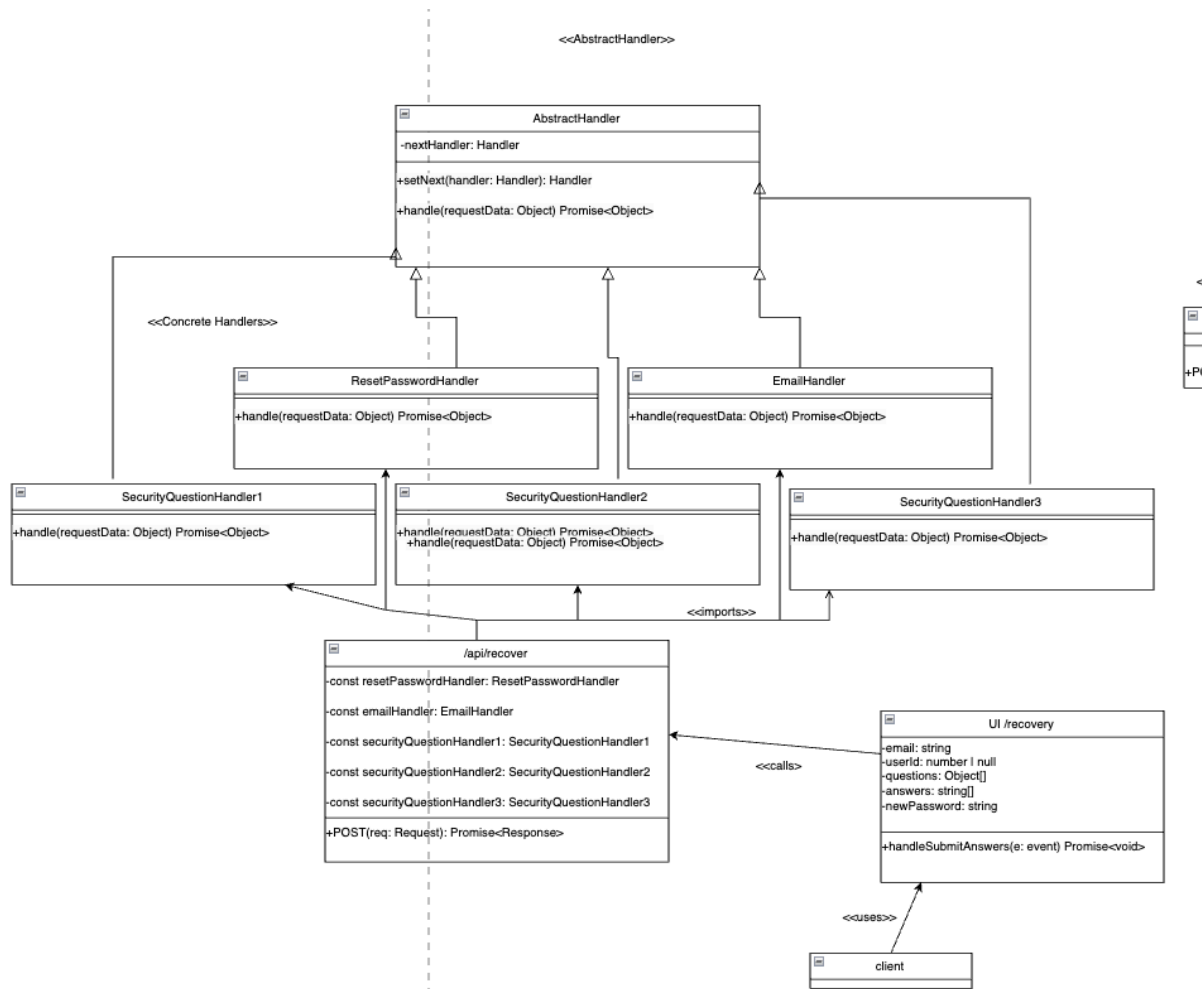 <<AbstractHandler>>
AbstractHandler
-nextHandler: Handler
+setNext(handler: Handler): Handler
+handle(requestData: Object) Promise<Object>
<<Concrete Handlers>>
<
+PO
ResetPasswordHandler
+handle(requestData: Object) Promise<Object>
EmailHandler
+handle(requestData: Object) Promise<Object>
SecurityQuestionHandler1
+handle(requestData: Object) Promise<Object>
SecurityQuestionHandler2
+handle(requestData: Object) Promise<Object>
+handle(requestData: Object) Promise<Object>
SecurityQuestionHandler3
+handle(requestData: Object) Promise<Object>
<<imports>>
/api/recover
-const resetPasswordHandler: ResetPasswordHandler
-const emailHandler: EmailHandler
-const securityQuestionHandler1: SecurityQuestionHandler1
-const securityQuestionHandler2: SecurityQuestionHandler2
-const securityQuestionHandler3: SecurityQuestionHandler3
+POST(req: Request): Promise<Response>
<<calls>
UI /recovery
-email: string
-userId: number | null
-questions: Object[]
-answers: string[]
-newPassword: string
+handleSubmitAnswers(e: event) Promise<void>
<<uses>>
client